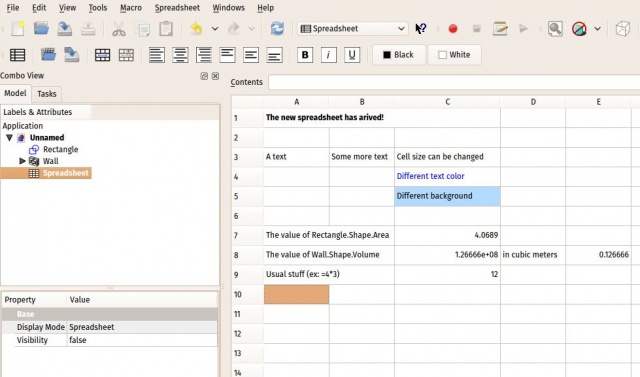 File Edit View Tools Macro Spreadsheet Windows Help
Spreadsheet
B i U Black White
Combo View
Contents
Model Tasks
Labels & Attributes
Application
Unnamed
Rectangle
Wall
Spreadsheet
Property Value
Base
Display Mode Spreadsheet
Visibility false
A B C D E
1 The new spreadsheet has arived!
2
3 A text Some more text Cell size can be changed
4 Different text color
5 Different background
6
7 The value of Rectangle.Shape.Area 4.0689
8 The value of Wall.Shape.Volume 1.26666e+08 in cubic meters 0.126666
9 Usual stuff (ex: =4*3) 12
10
11
12
13
14